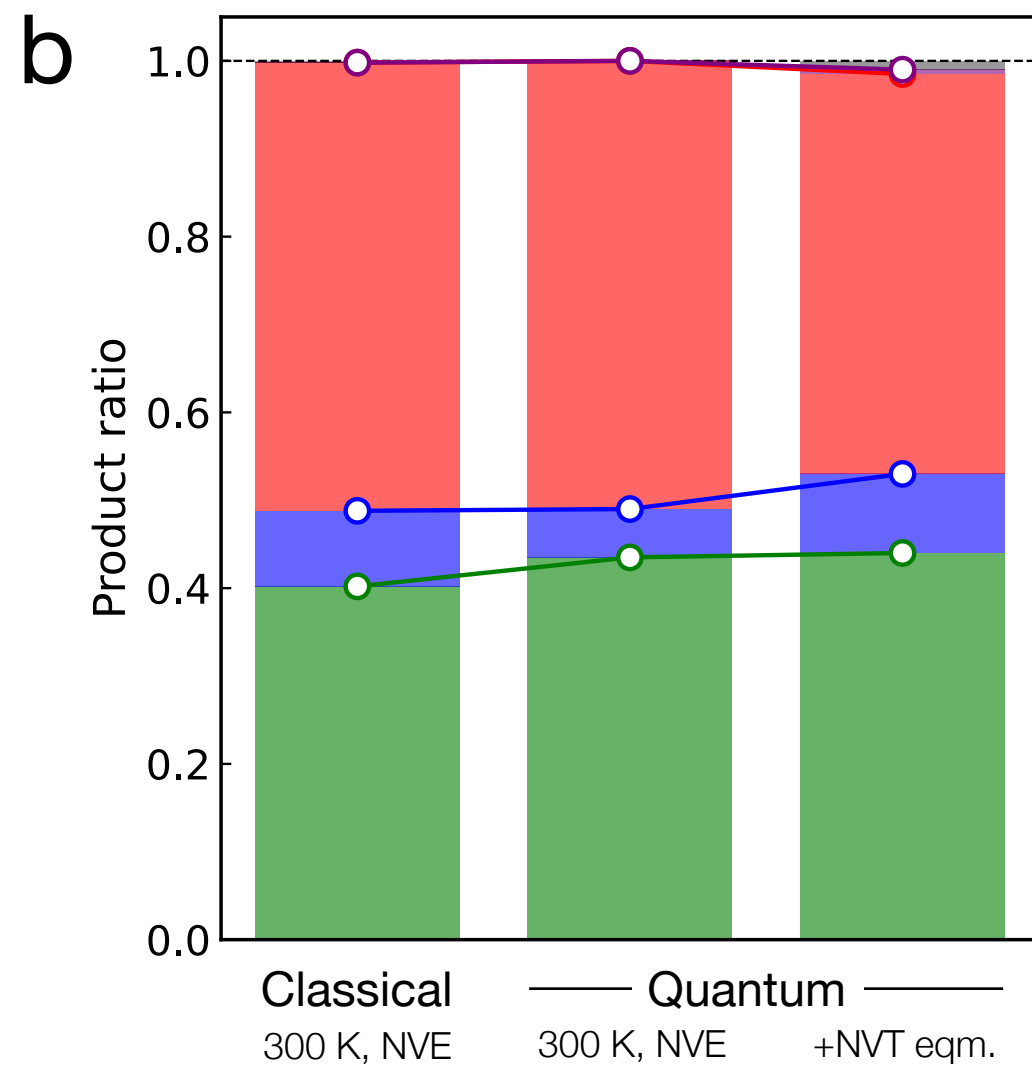 b
1.0
0.8
0.6
0.4
0.2
0.0
Product ratio
Classical
Quantum
300 K, NVE
300 K, NVE
+NVT eqm.